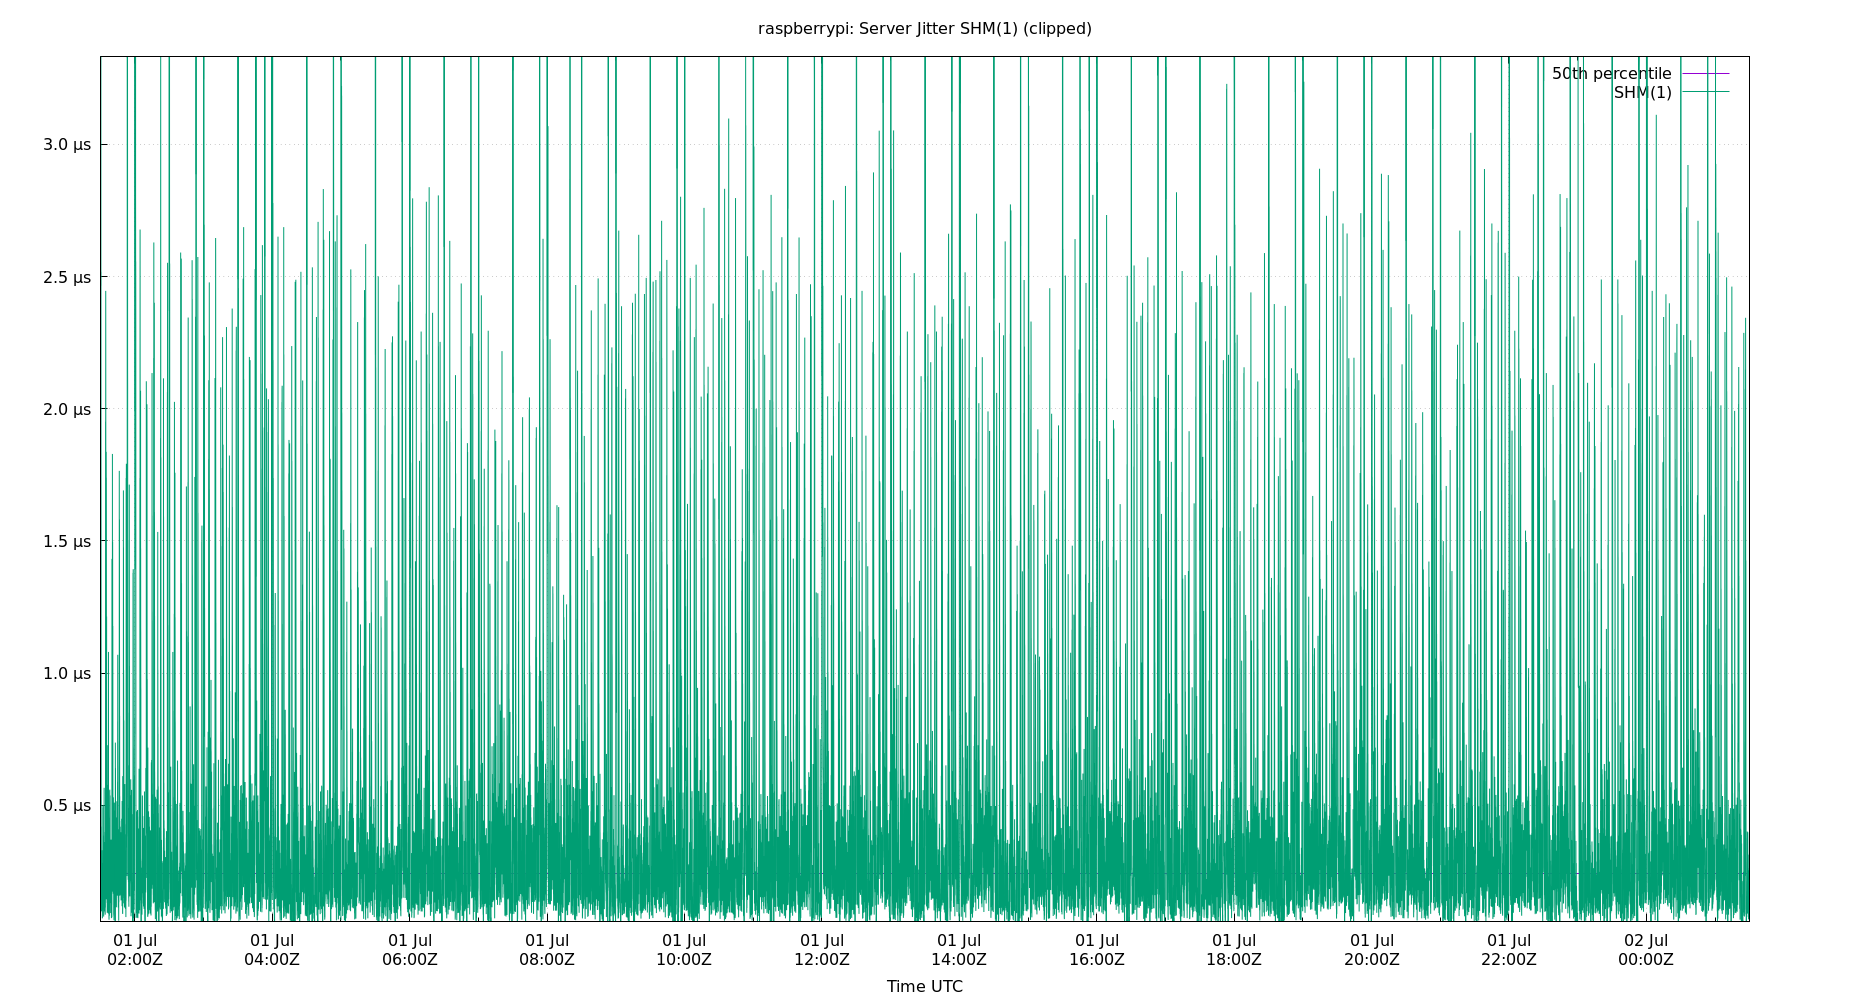 raspberrypi: Server Jitter SHM(1) (clipped)
50th percentile
SHM(1)
3.0 µs
2.5 µs
2.0 µs
1.5 µs
1.0 µs
0.5 µs
01 Jul 01 Jul 01 Jul 01 Jul 01 Jul 01 Jul 01 Jul 01 Jul 01 Jul 01 Jul 01 Jul 02 Jul
02:00Z 04:00Z 06:00Z 08:00Z 10:00Z 12:00Z 14:00Z 16:00Z 18:00Z 20:00Z 22:00Z 00:00Z
Time UTC